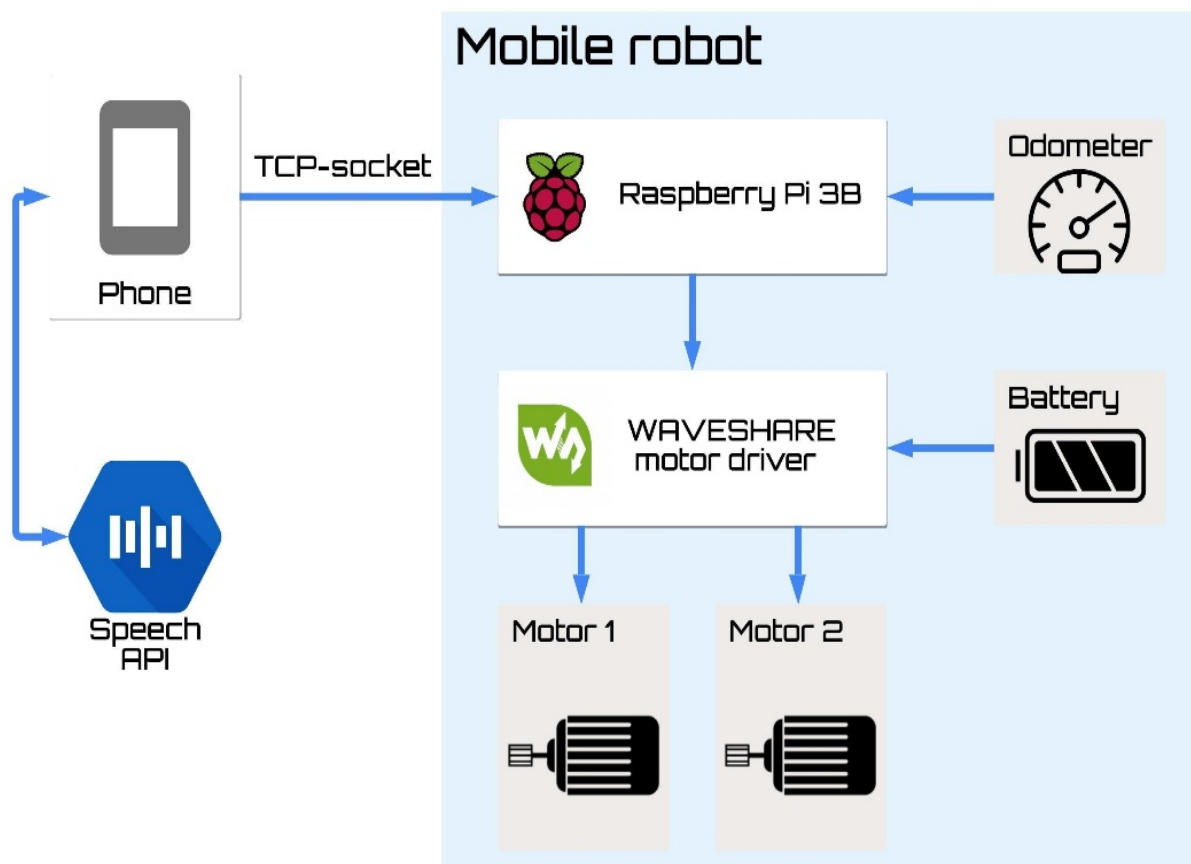 Mobile robot
Phone
TCP-socket
Raspberry Pi 3B
Odometer
WAVESHARE
motor driver
Battery
Speech
API
Motor 1
Motor 2